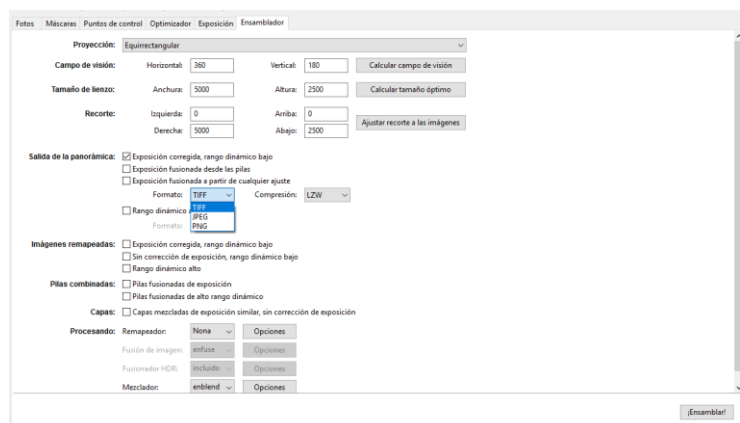 Fotos Máscaras Puntos de control Optimizador Exposición Ensamblador
Proyección: Equirrectangular
Campo de visión: Horizontal: 360 Vertical: 180 Calcular campo de visión
Tamaño de lienzo: Anchura: 5000 Altura: 2500 Calcular tamaño óptimo
Recorte: Izquierda: 0 Arriba: 0 Ajustar recorte a las imágenes
Derecha: 5000 Abajo: 2500
Salida de la panorámica: Exposición corregida, rango dinámico bajo
Exposición fusionada desde las pilas
Exposición fusionada a partir de cualquier ajuste
Formato: TIFF Compresión: LZW
TIFF
Rango dinámico
JPEG
Formato: PNG
Imágenes remapeadas: Exposición corregida, rango dinámico bajo
Sin corrección de exposición, rango dinámico bajo
Rango dinámico alto
Pilas combinadas: Pilas fusionadas de exposición
Pilas fusionadas de alto rango dinámico
Capas: Capas mezcladas de exposición similar, sin corrección de exposición
Procesando: Remapeador: Nona Opciones
Fusión de imagen: enfuse Opciones
Fusionador HDR: incluido Opciones
Mezclador: enblend Opciones
¡Ensamblar!